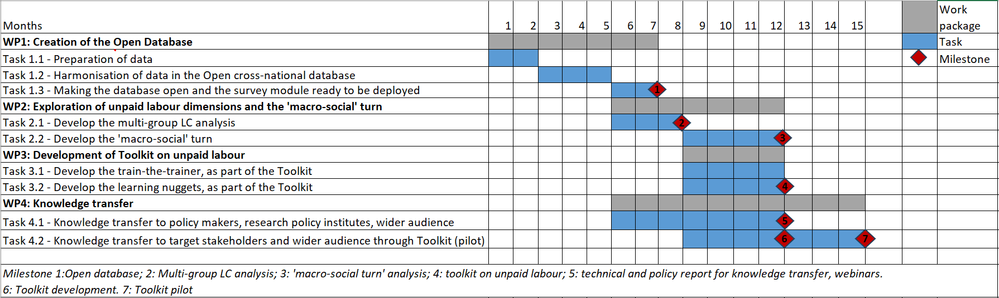 Work
Months 1 2 3 4 5 6 7 8 9 10 11 12 13 14 15 package
WP1: Creation of the Open Database Task
Task 1.1 - Preparation of data Milestone
Task 1.2 - Harmonisation of data in the Open cross-national database
Task 1.3 - Making the database open and the survey module ready to be deployed 1
WP2: Exploration of unpaid labour dimensions and the 'macro-social' turn
Task 2.1 - Develop the multi-group LC analysis 2
Task 2.2 - Develop the 'macro-social' turn 3
WP3: Development of Toolkit on unpaid labour
Task 3.1 - Develop the train-the-trainer, as part of the Toolkit
Task 3.2 - Develop the learning nuggets, as part of the Toolkit 4
WP4: Knowledge transfer
Task 4.1 - Knowledge transfer to policy makers, research policy institutes, wider audience 5
Task 4.2 - Knowledge transfer to target stakeholders and wider audience through Toolkit (pilot) 6 7
Milestone 1:Open database; 2: Multi-group LC analysis; 3: 'macro-social turn' analysis; 4: toolkit on unpaid labour; 5: technical and policy report for knowledge transfer, webinars.
6: Toolkit development. 7: Toolkit pilot